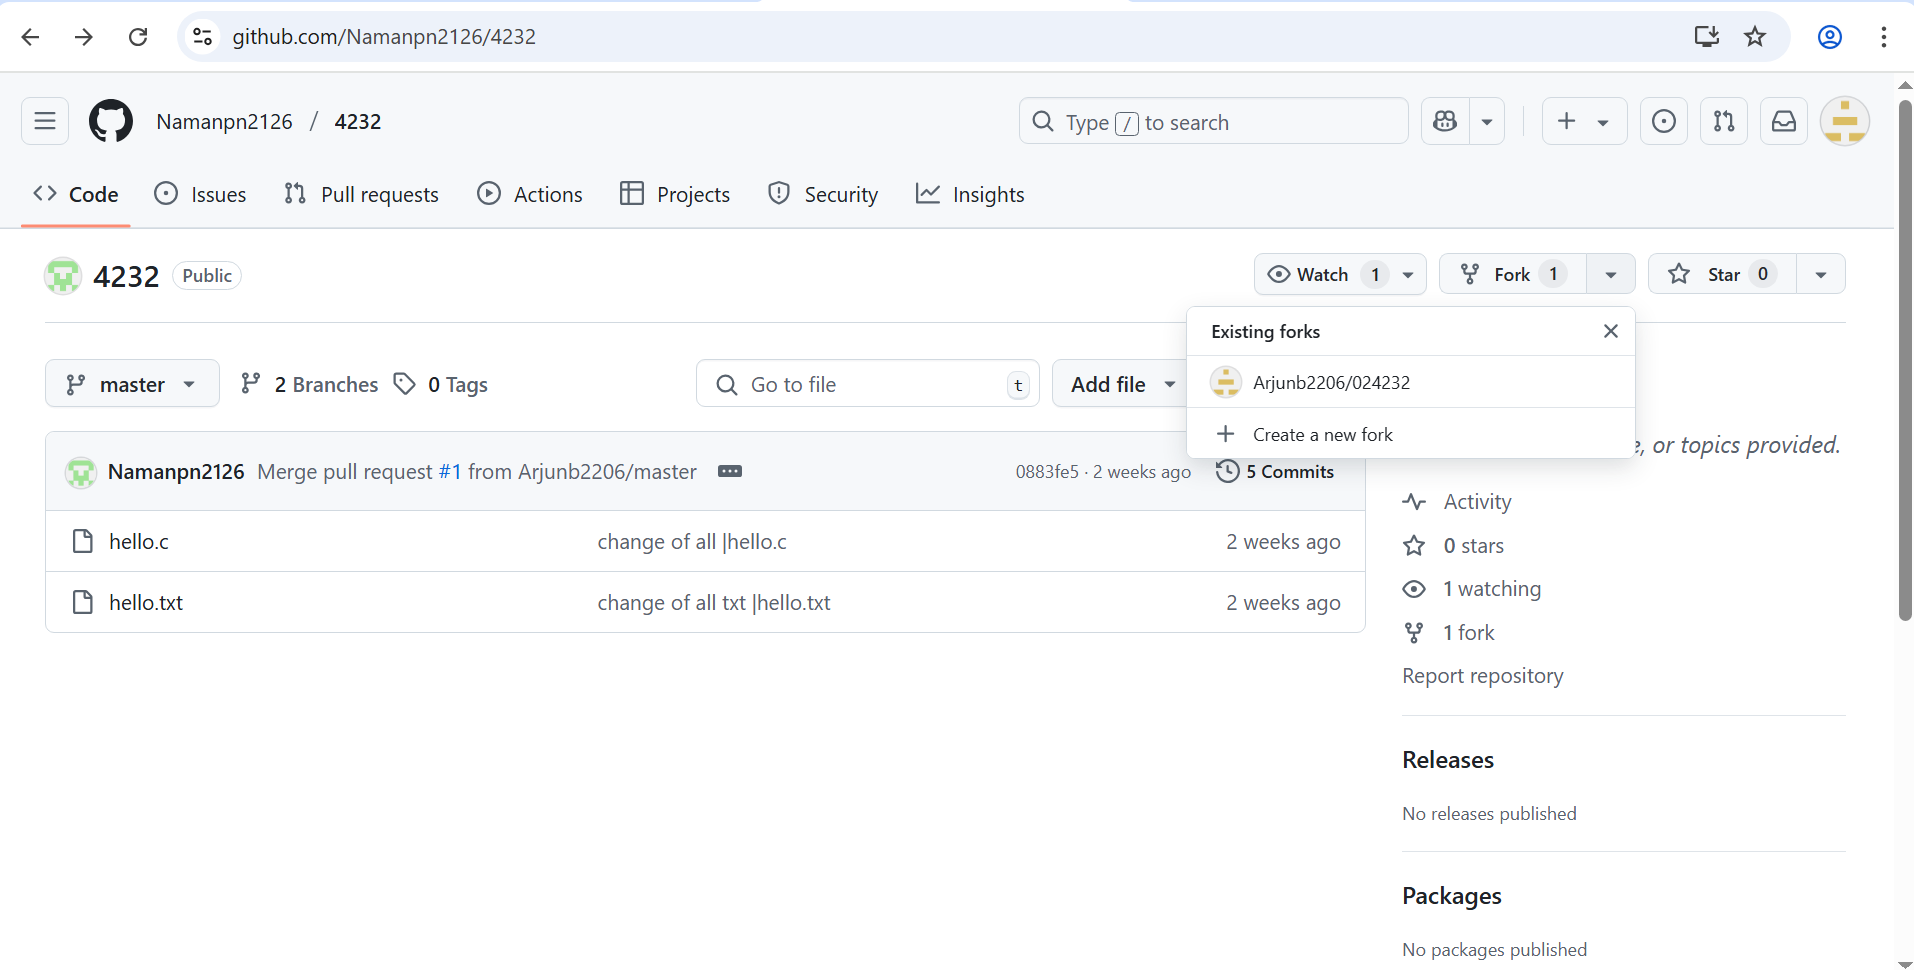 github.com/Namanpn2126/4232
Namanpn2126 / 4232
Type / to search
Code Issues Pull requests Actions Projects Security Insights
4232 Public
Watch 1 Fork 1 Star 0
Existing forks
Arjunb2206/024232
Create a new fork
master 2 Branches 0 Tags Go to file t Add file
, or topics provided.
Namanpn2126 Merge pull request #1 from Arjunb2206/master 0883fe5 · 2 weeks ago 5 Commits
hello.c change of all |hello.c 2 weeks ago
hello.txt change of all txt |hello.txt 2 weeks ago
Activity
0 stars
1 watching
1 fork
Report repository
Releases
No releases published
Packages
No packages published